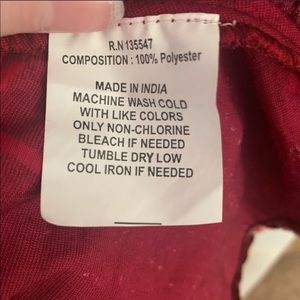 R.N 135547
COMPOSITION : 100% Polyester
MADE IN INDIA
MACHINE WASH COLD
WITH LIKE COLORS
ONLY NON-CHLORINE
BLEACH IF NEEDED
TUMBLE DRY LOW
COOL IRON IF NEEDED